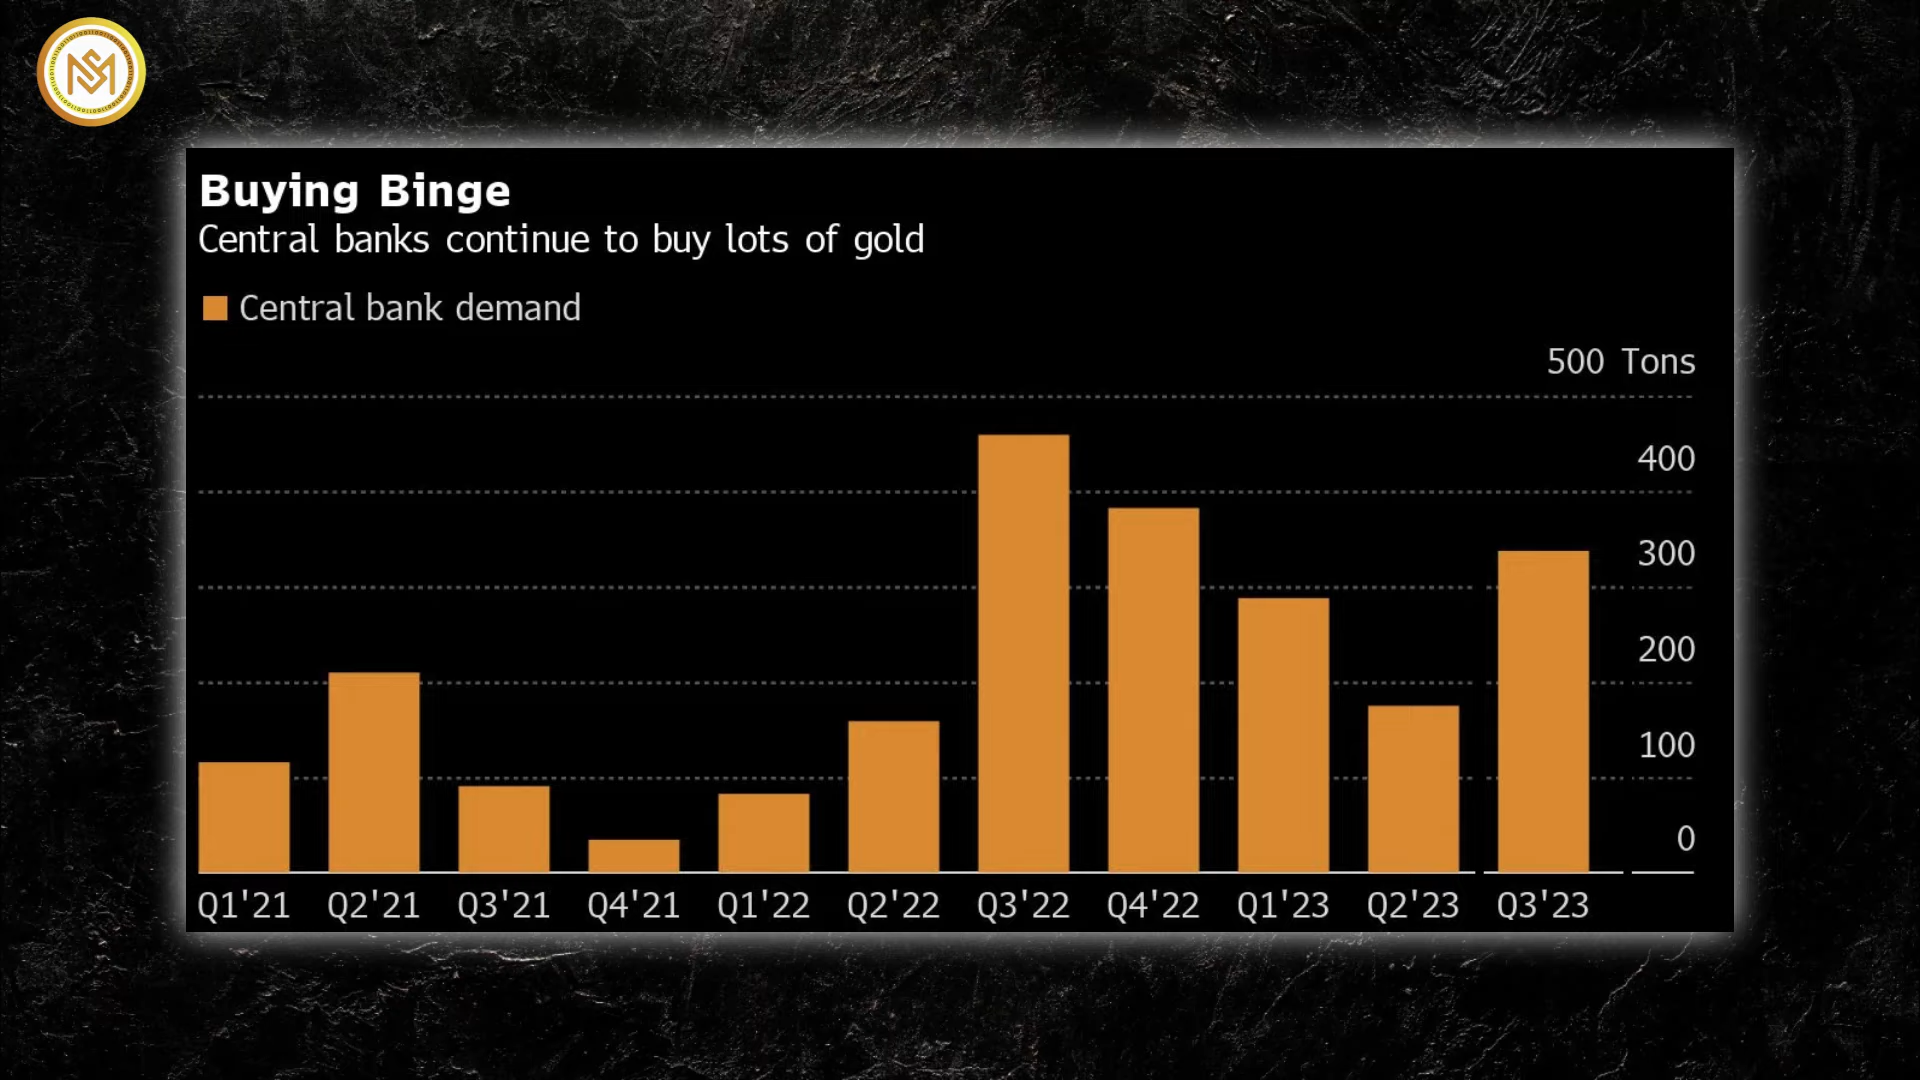 Buying Binge
Central banks continue to buy lots of gold
Central bank demand
500 Tons
400
300
200
100
0
Q1'21 Q2'21 Q3'21 Q4'21 Q1'22 Q2'22 Q3'22 Q4'22 Q1'23 Q2'23 Q3'23